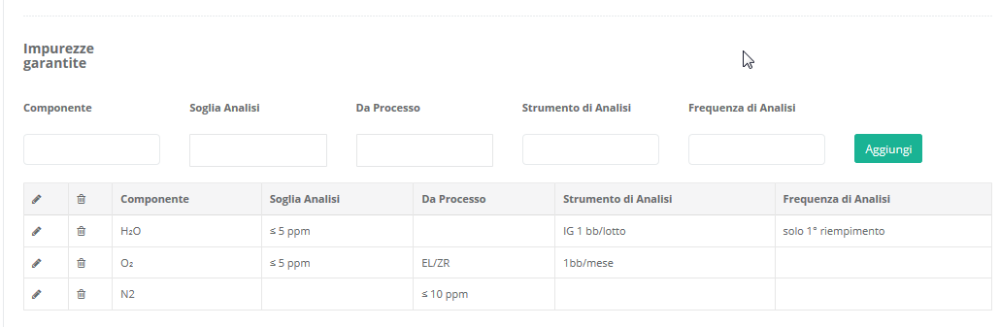 Impurezze
garantite
Componente Soglia Analisi Da Processo Strumento di Analisi Frequenza di Analisi
Aggiungi
Componente Soglia Analisi Da Processo Strumento di Analisi Frequenza di Analisi
H₂O ≤ 5 ppm IG 1 bb/lotto solo 1° riempimento
O₂ ≤ 5 ppm EL/ZR 1bb/mese
N2 ≤ 10 ppm